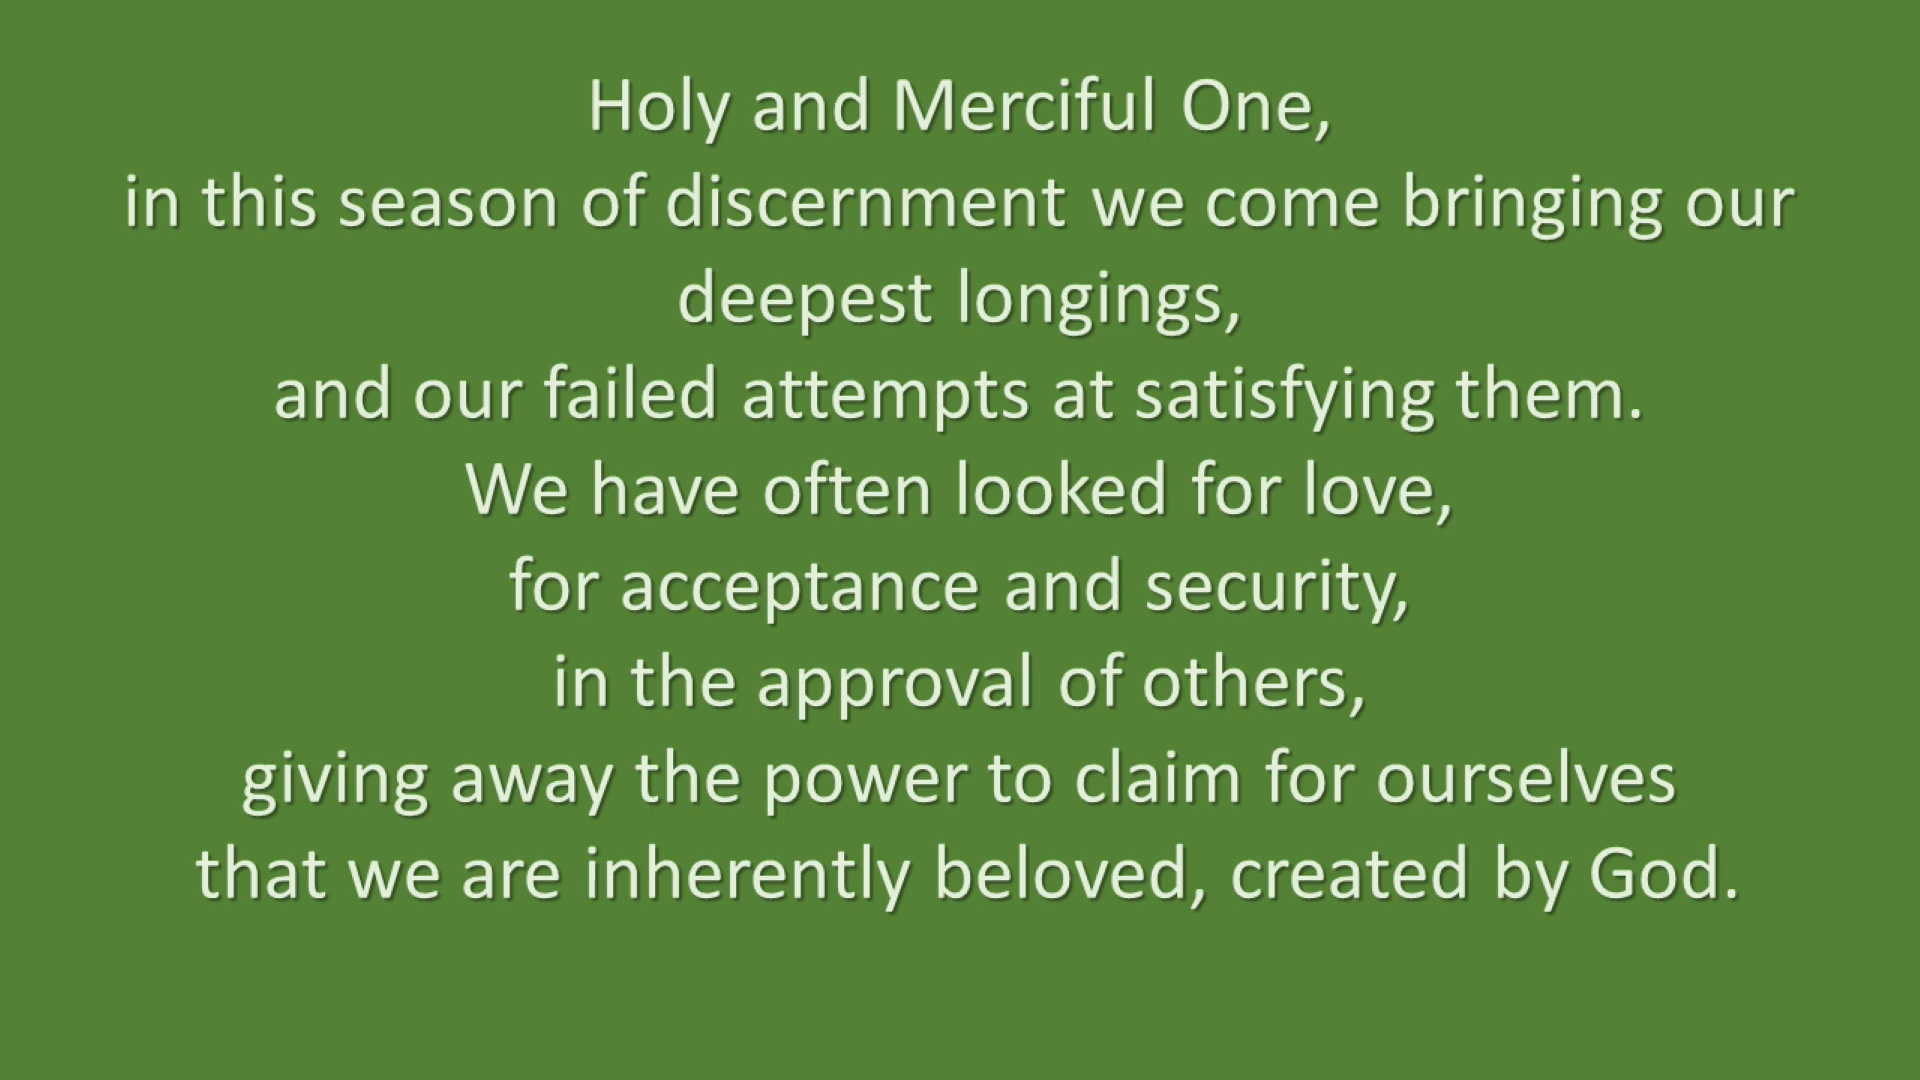 Holy and Merciful One,
in this season of discernment we come bringing our
deepest longings,
and our failed attempts at satisfying them.
We have often looked for love,
for acceptance and security,
in the approval of others,
giving away the power to claim for ourselves
that we are inherently beloved, created by God.